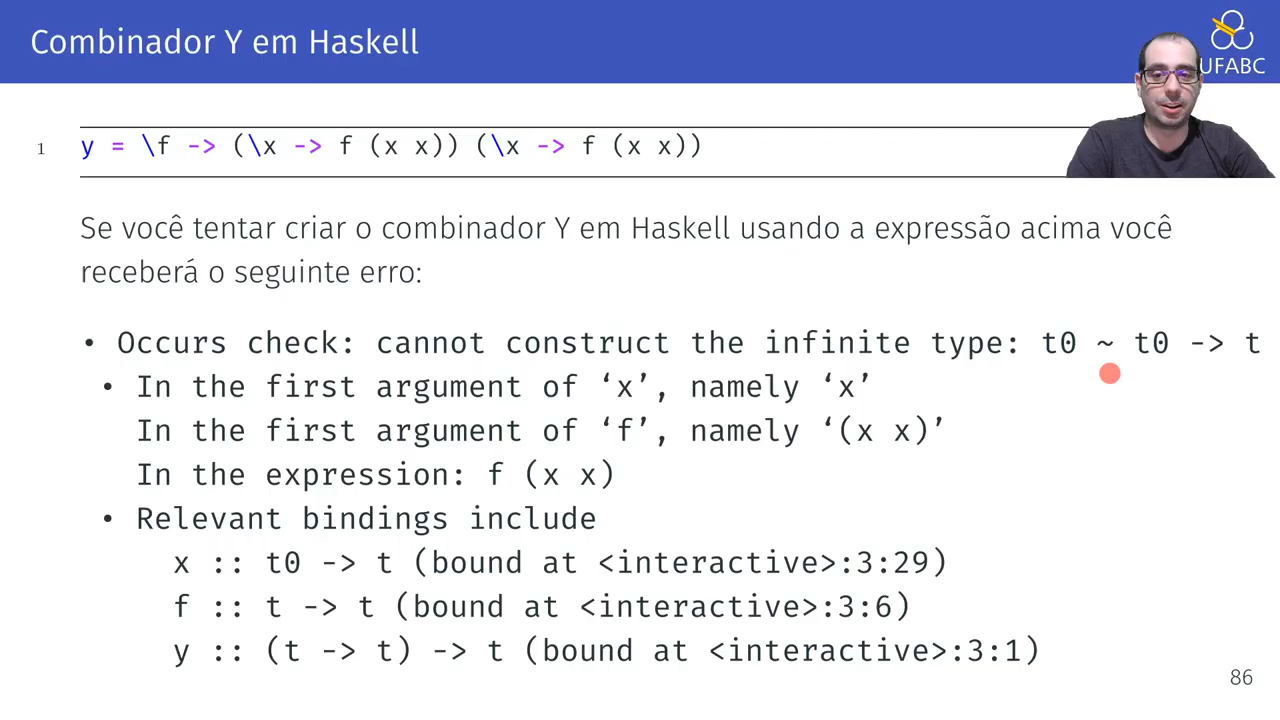 Combinador Y em Haskell
UFABC
1 y = \f -> (\x -> f (x x)) (\x -> f (x x))
Se você tentar criar o combinador Y em Haskell usando a expressão acima você
receberá o seguinte erro:
• Occurs check: cannot construct the infinite type: t0 ~ t0 -> t
• In the first argument of ‘x’, namely ‘x’
In the first argument of ‘f’, namely ‘(x x)’
In the expression: f (x x)
• Relevant bindings include
x :: t0 -> t (bound at <interactive>:3:29)
f :: t -> t (bound at <interactive>:3:6)
y :: (t -> t) -> t (bound at <interactive>:3:1)
86